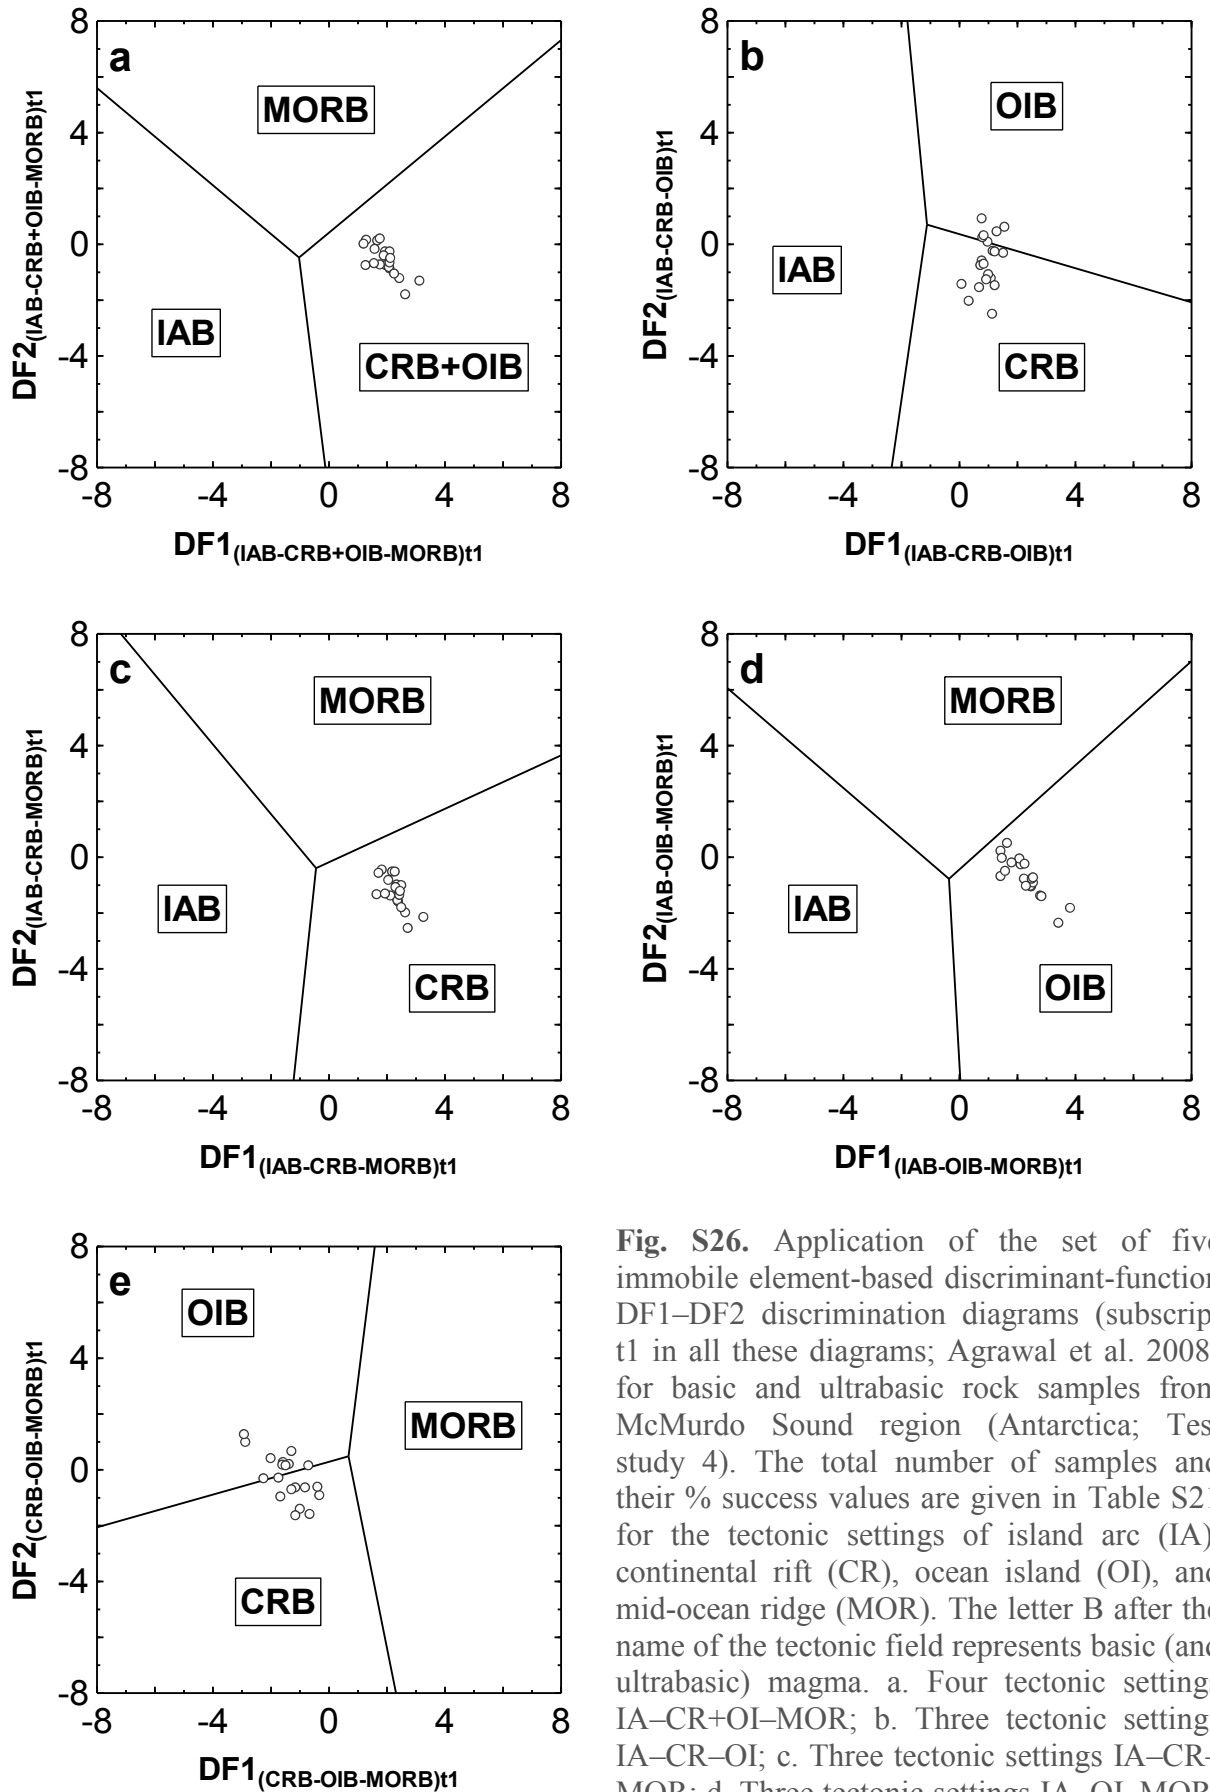 a
8
4
0
-4
-8
-8 -4 0 4 8
MORB
IAB
CRB+OIB
DF2(IAB-CRB+OIB-MORB)t1
DF1(IAB-CRB+OIB-MORB)t1
b
8
4
0
-4
-8
-8 -4 0 4 8
OIB
IAB
CRB
DF2(IAB-CRB-OIB)t1
DF1(IAB-CRB-OIB)t1
c
8
4
0
-4
-8
-8 -4 0 4 8
MORB
IAB
CRB
DF2(IAB-CRB-MORB)t1
DF1(IAB-CRB-MORB)t1
d
8
4
0
-4
-8
-8 -4 0 4 8
MORB
IAB
OIB
DF2(IAB-OIB-MORB)t1
DF1(IAB-OIB-MORB)t1
e
8
4
0
-4
-8
-8 -4 0 4 8
OIB
MORB
CRB
DF2(CRB-OIB-MORB)t1
DF1(CRB-OIB-MORB)t1
Fig. S26. Application of the set of five
immobile element-based discriminant-function
DF1–DF2 discrimination diagrams (subscrip
t1 in all these diagrams; Agrawal et al. 2008
for basic and ultrabasic rock samples from
McMurdo Sound region (Antarctica; Tes
study 4). The total number of samples and
their % success values are given in Table S21
for the tectonic settings of island arc (IA)
continental rift (CR), ocean island (OI), and
mid-ocean ridge (MOR). The letter B after the
name of the tectonic field represents basic (and
ultrabasic) magma. a. Four tectonic settings
IA–CR+OI–MOR; b. Three tectonic setting
IA–CR–OI; c. Three tectonic settings IA–CR–
MOR; d. Three tectonic settings IA–OI–MOR